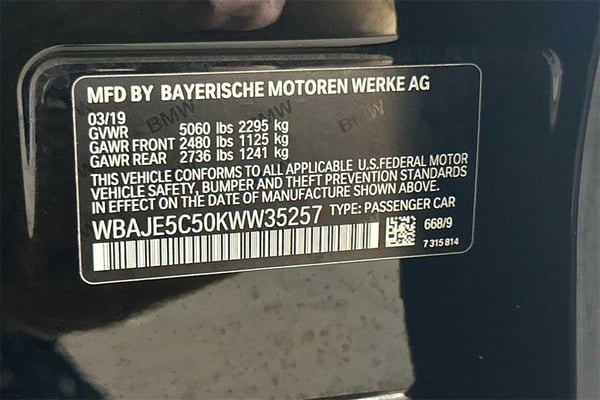 MFD BY BAYERISCHE MOTOREN WERKE AG
03/19
GVWR 5060 lbs 2295 kg
GAWR FRONT 2480 lbs 1125 kg
GAWR REAR 2736 lbs 1241 kg
BMW BMW BMW
THIS VEHICLE CONFORMS TO ALL APPLICABLE U.S.FEDERAL MOTOR
VEHICLE SAFETY, BUMPER AND THEFT PREVENTION STANDARDS
IN EFFECT ON THE DATE OF MANUFACTURE SHOWN ABOVE.
WBAJE5C50KWW35257 TYPE: PASSENGER CAR
668/9
7 315 814